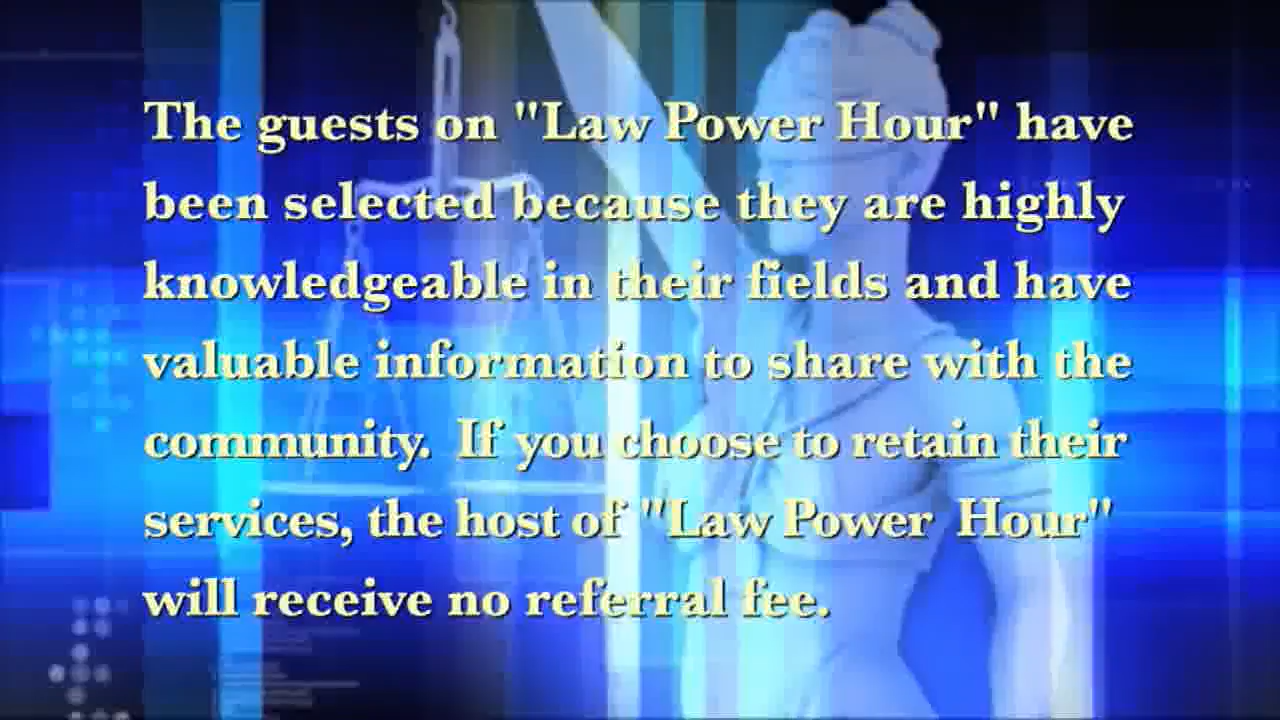 The guests on "Law Power Hour" have
been selected because they are highly
knowledgeable in their fields and have
valuable information to share with the
community.  If you choose to retain their
services, the host of "Law Power  Hour"
will receive no referral fee.